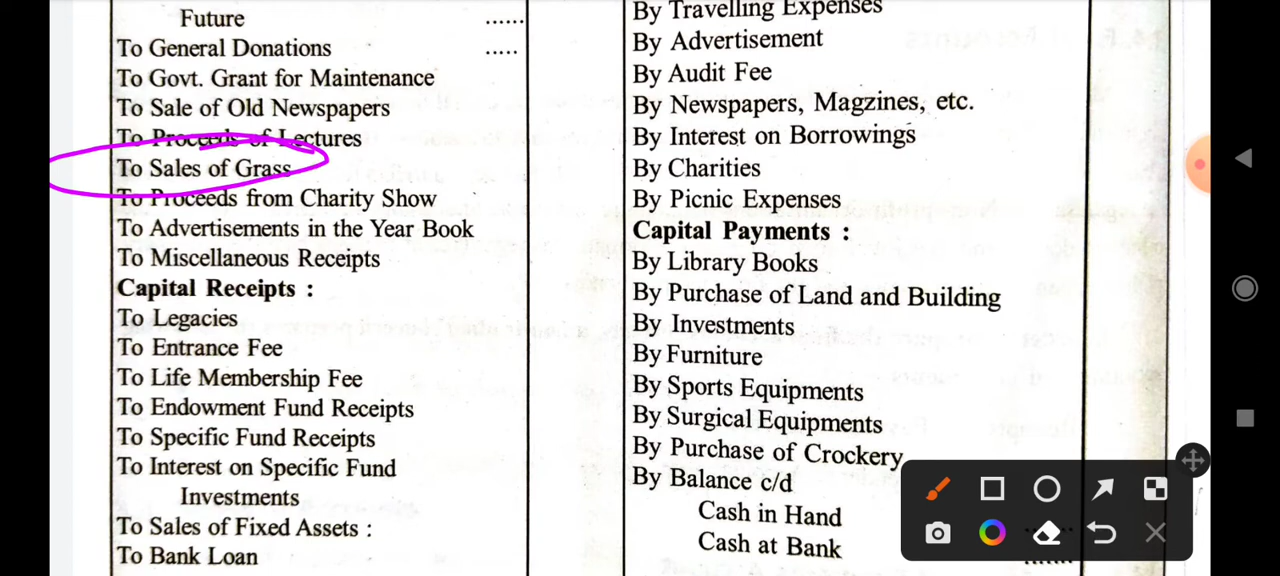 Future ......
To General Donations .....
To Govt. Grant for Maintenance
To Sale of Old Newspapers
To Proceeds of Lectures
To Sales of Grass
To Proceeds from Charity Show
To Advertisements in the Year Book
To Miscellaneous Receipts
Capital Receipts :
To Legacies
To Entrance Fee
To Life Membership Fee
To Endowment Fund Receipts
To Specific Fund Receipts
To Interest on Specific Fund
Investments
To Sales of Fixed Assets :
To Bank Loan
By Travelling Expenses
By Advertisement
By Audit Fee
By Newspapers, Magzines, etc.
By Interest on Borrowings
By Charities
By Picnic Expenses
Capital Payments :
By Library Books
By Purchase of Land and Building
By Investments
By Furniture
By Sports Equipments
By Surgical Equipments
By Purchase of Crockery
By Balance c/d
Cash in Hand
Cash at Bank ......